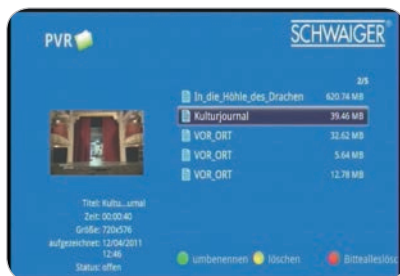 PVR
SCHWAIGER®
2/5
In_die_Höhle_des_Drachen 620.74 MB
Kulturjournal 39.46 MB
VOR_ORT 32.62 MB
VOR_ORT 5.64 MB
VOR_ORT 12.78 MB
Titel: Kultu...urnal
Zeit: 00:00:40
Größe: 720x576
aufgezeichnet: 12/04/2011
12:46
Status: offen
umbenennen löschen Bittealleslösc